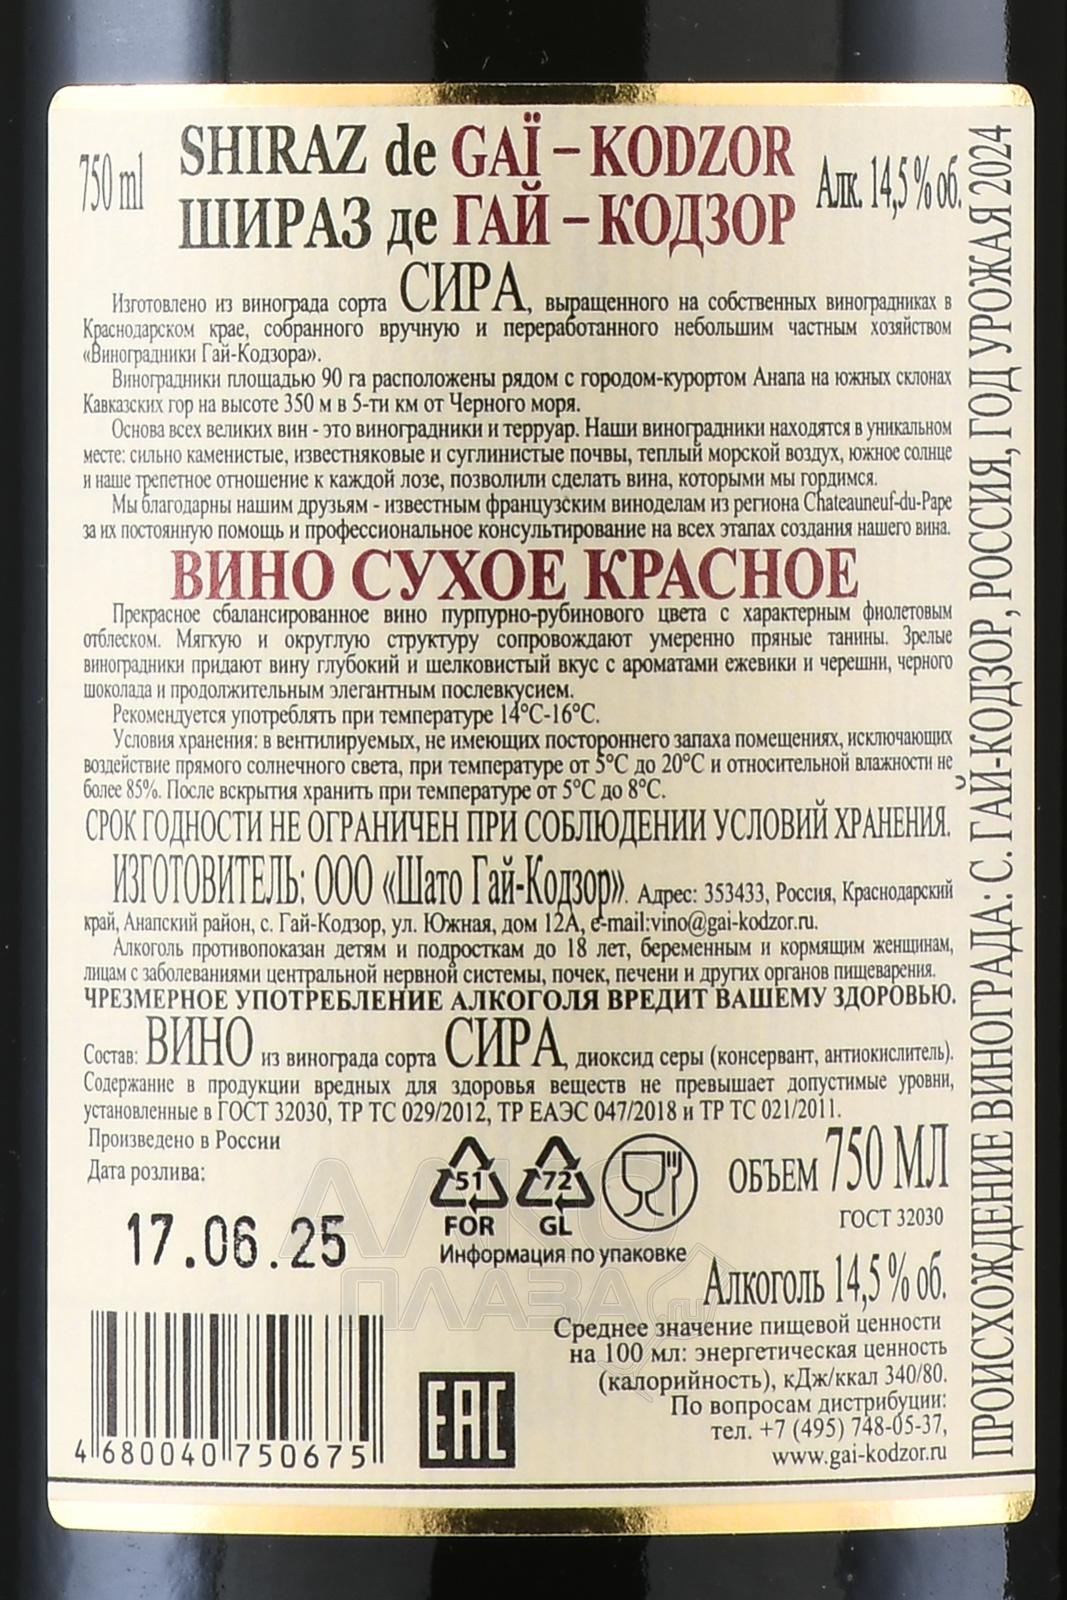 750 ml
SHIRAZ de GAÏ – KODZOR
Алк. 14,5 % об.
ШИРАЗ де ГАЙ – КОДЗОР
Изготовлено из винограда сорта СИРА, выращенного на собственных виноградниках в
Краснодарском крае, собранного вручную и переработанного небольшим частным хозяйством
«Виноградники Гай-Кодзора».
Виноградники площадью 90 га расположены рядом с городом-курортом Анапа на южных склонах
Кавказских гор на высоте 350 м в 5-ти км от Черного моря.
Основа всех великих вин - это виноградники и терруар. Наши виноградники находятся в уникальном
месте: сильно каменистые, известняковые и суглинистые почвы, теплый морской воздух, южное солнце
и наше трепетное отношение к каждой лозе, позволили сделать вина, которыми мы гордимся.
Мы благодарны нашим друзьям - известным французским виноделам из региона Chateauneuf-du-Pape
за их постоянную помощь и профессиональное консультирование на всех этапах создания нашего вина.
ВИНО СУХОЕ КРАСНОЕ
Прекрасное сбалансированное вино пурпурно-рубинового цвета с характерным фиолетовым
отблеском. Мягкую и округлую структуру сопровождают умеренно пряные танины. Зрелые
виноградники придают вину глубокий и шелковистый вкус с ароматами ежевики и черешни, черного
шоколада и продолжительным элегантным послевкусием.
Рекомендуется употреблять при температуре 14°C-16°C.
Условия хранения: в вентилируемых, не имеющих постороннего запаха помещениях, исключающих
воздействие прямого солнечного света, при температуре от 5°C до 20°C и относительной влажности не
более 85%. После вскрытия хранить при температуре от 5°C до 8°C.
СРОК ГОДНОСТИ НЕ ОГРАНИЧЕН ПРИ СОБЛЮДЕНИИ УСЛОВИЙ ХРАНЕНИЯ.
ИЗГОТОВИТЕЛЬ: ООО «Шато Гай-Кодзор». Адрес: 353433, Россия, Краснодарский
край, Анапский район, с. Гай-Кодзор, ул. Южная, дом 12А, e-mail:vino@gai-kodzor.ru.
Алкоголь противопоказан детям и подросткам до 18 лет, беременным и кормящим женщинам,
лицам с заболеваниями центральной нервной системы, почек, печени и других органов пищеварения.
ЧРЕЗМЕРНОЕ УПОТРЕБЛЕНИЕ АЛКОГОЛЯ ВРЕДИТ ВАШЕМУ ЗДОРОВЬЮ.
Состав: ВИНО из винограда сорта СИРА, диоксид серы (консервант, антиокислитель).
Содержание в продукции вредных для здоровья веществ не превышает допустимые уровни,
установленные в ГОСТ 32030, ТР ТС 029/2012, ТР ЕАЭС 047/2018 и ТР ТС 021/2011.
Произведено в России
Дата розлива:
17.06.25
51
FOR
72
GL
Информация по упаковке
ОБЪЕМ 750 МЛ
ГОСТ 32030
Алкоголь 14,5 % об.
Среднее значение пищевой ценности
на 100 мл: энергетическая ценность
(калорийность), кДж/ккал 340/80.
По вопросам дистрибуции:
тел. +7 (495) 748-05-37,
www.gai-kodzor.ru
4 680040 750675
EAC
ПРОИСХОЖДЕНИЕ ВИНОГРАДА: С. ГАЙ-КОДЗОР, РОССИЯ, ГОД УРОЖАЯ 2024
АЛКО
ПЛАЗА.ru